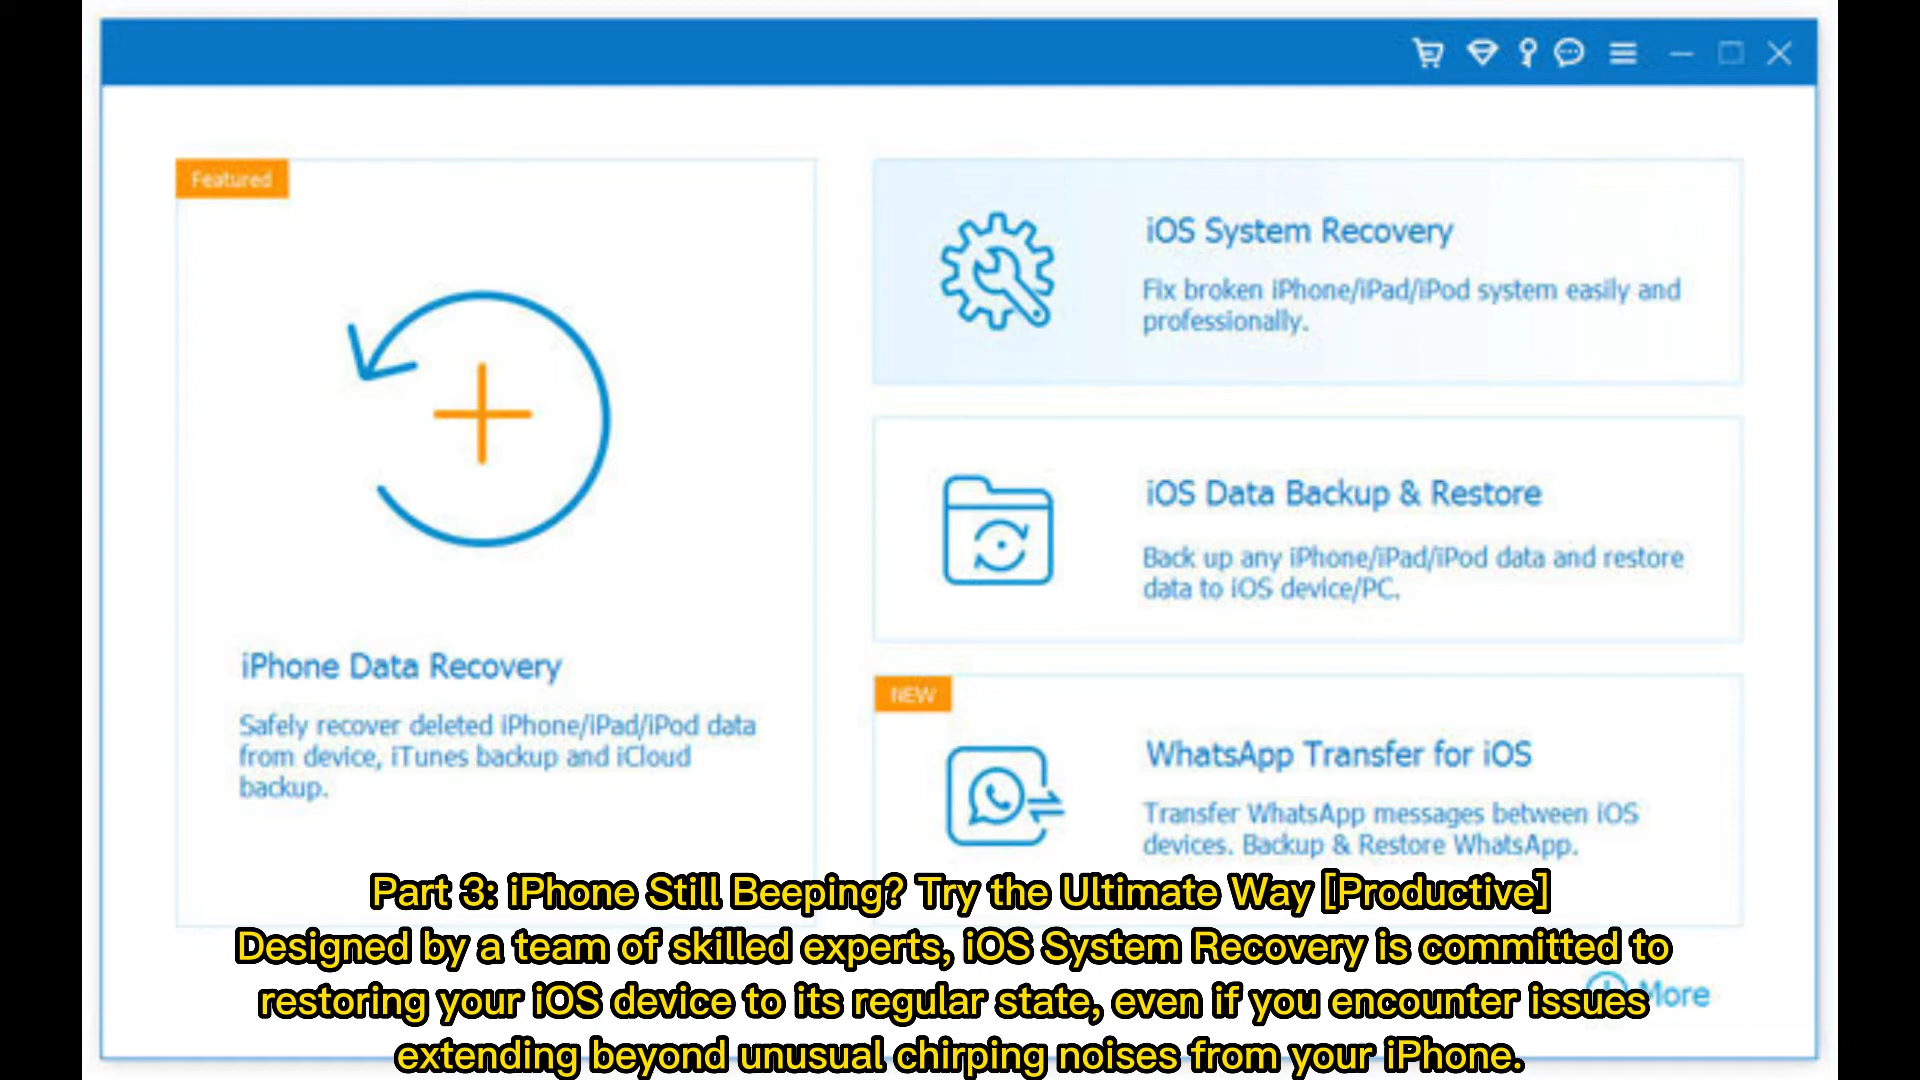 Featured
iPhone Data Recovery
Safely recover deleted iPhone/iPad/iPod data
from device, iTunes backup and iCloud
backup.
iOS System Recovery
Fix broken iPhone/iPad/iPod system easily and
professionally.
iOS Data Backup & Restore
Back up any iPhone/iPad/iPod data and restore
data to iOS device/PC.
NEW
WhatsApp Transfer for iOS
Transfer WhatsApp messages between iOS
devices. Backup & Restore WhatsApp.
More
Part 3: iPhone Still Beeping? Try the Ultimate Way [Productive]
Designed by a team of skilled experts, iOS System Recovery is committed to
restoring your iOS device to its regular state, even if you encounter issues
extending beyond unusual chirping noises from your iPhone.